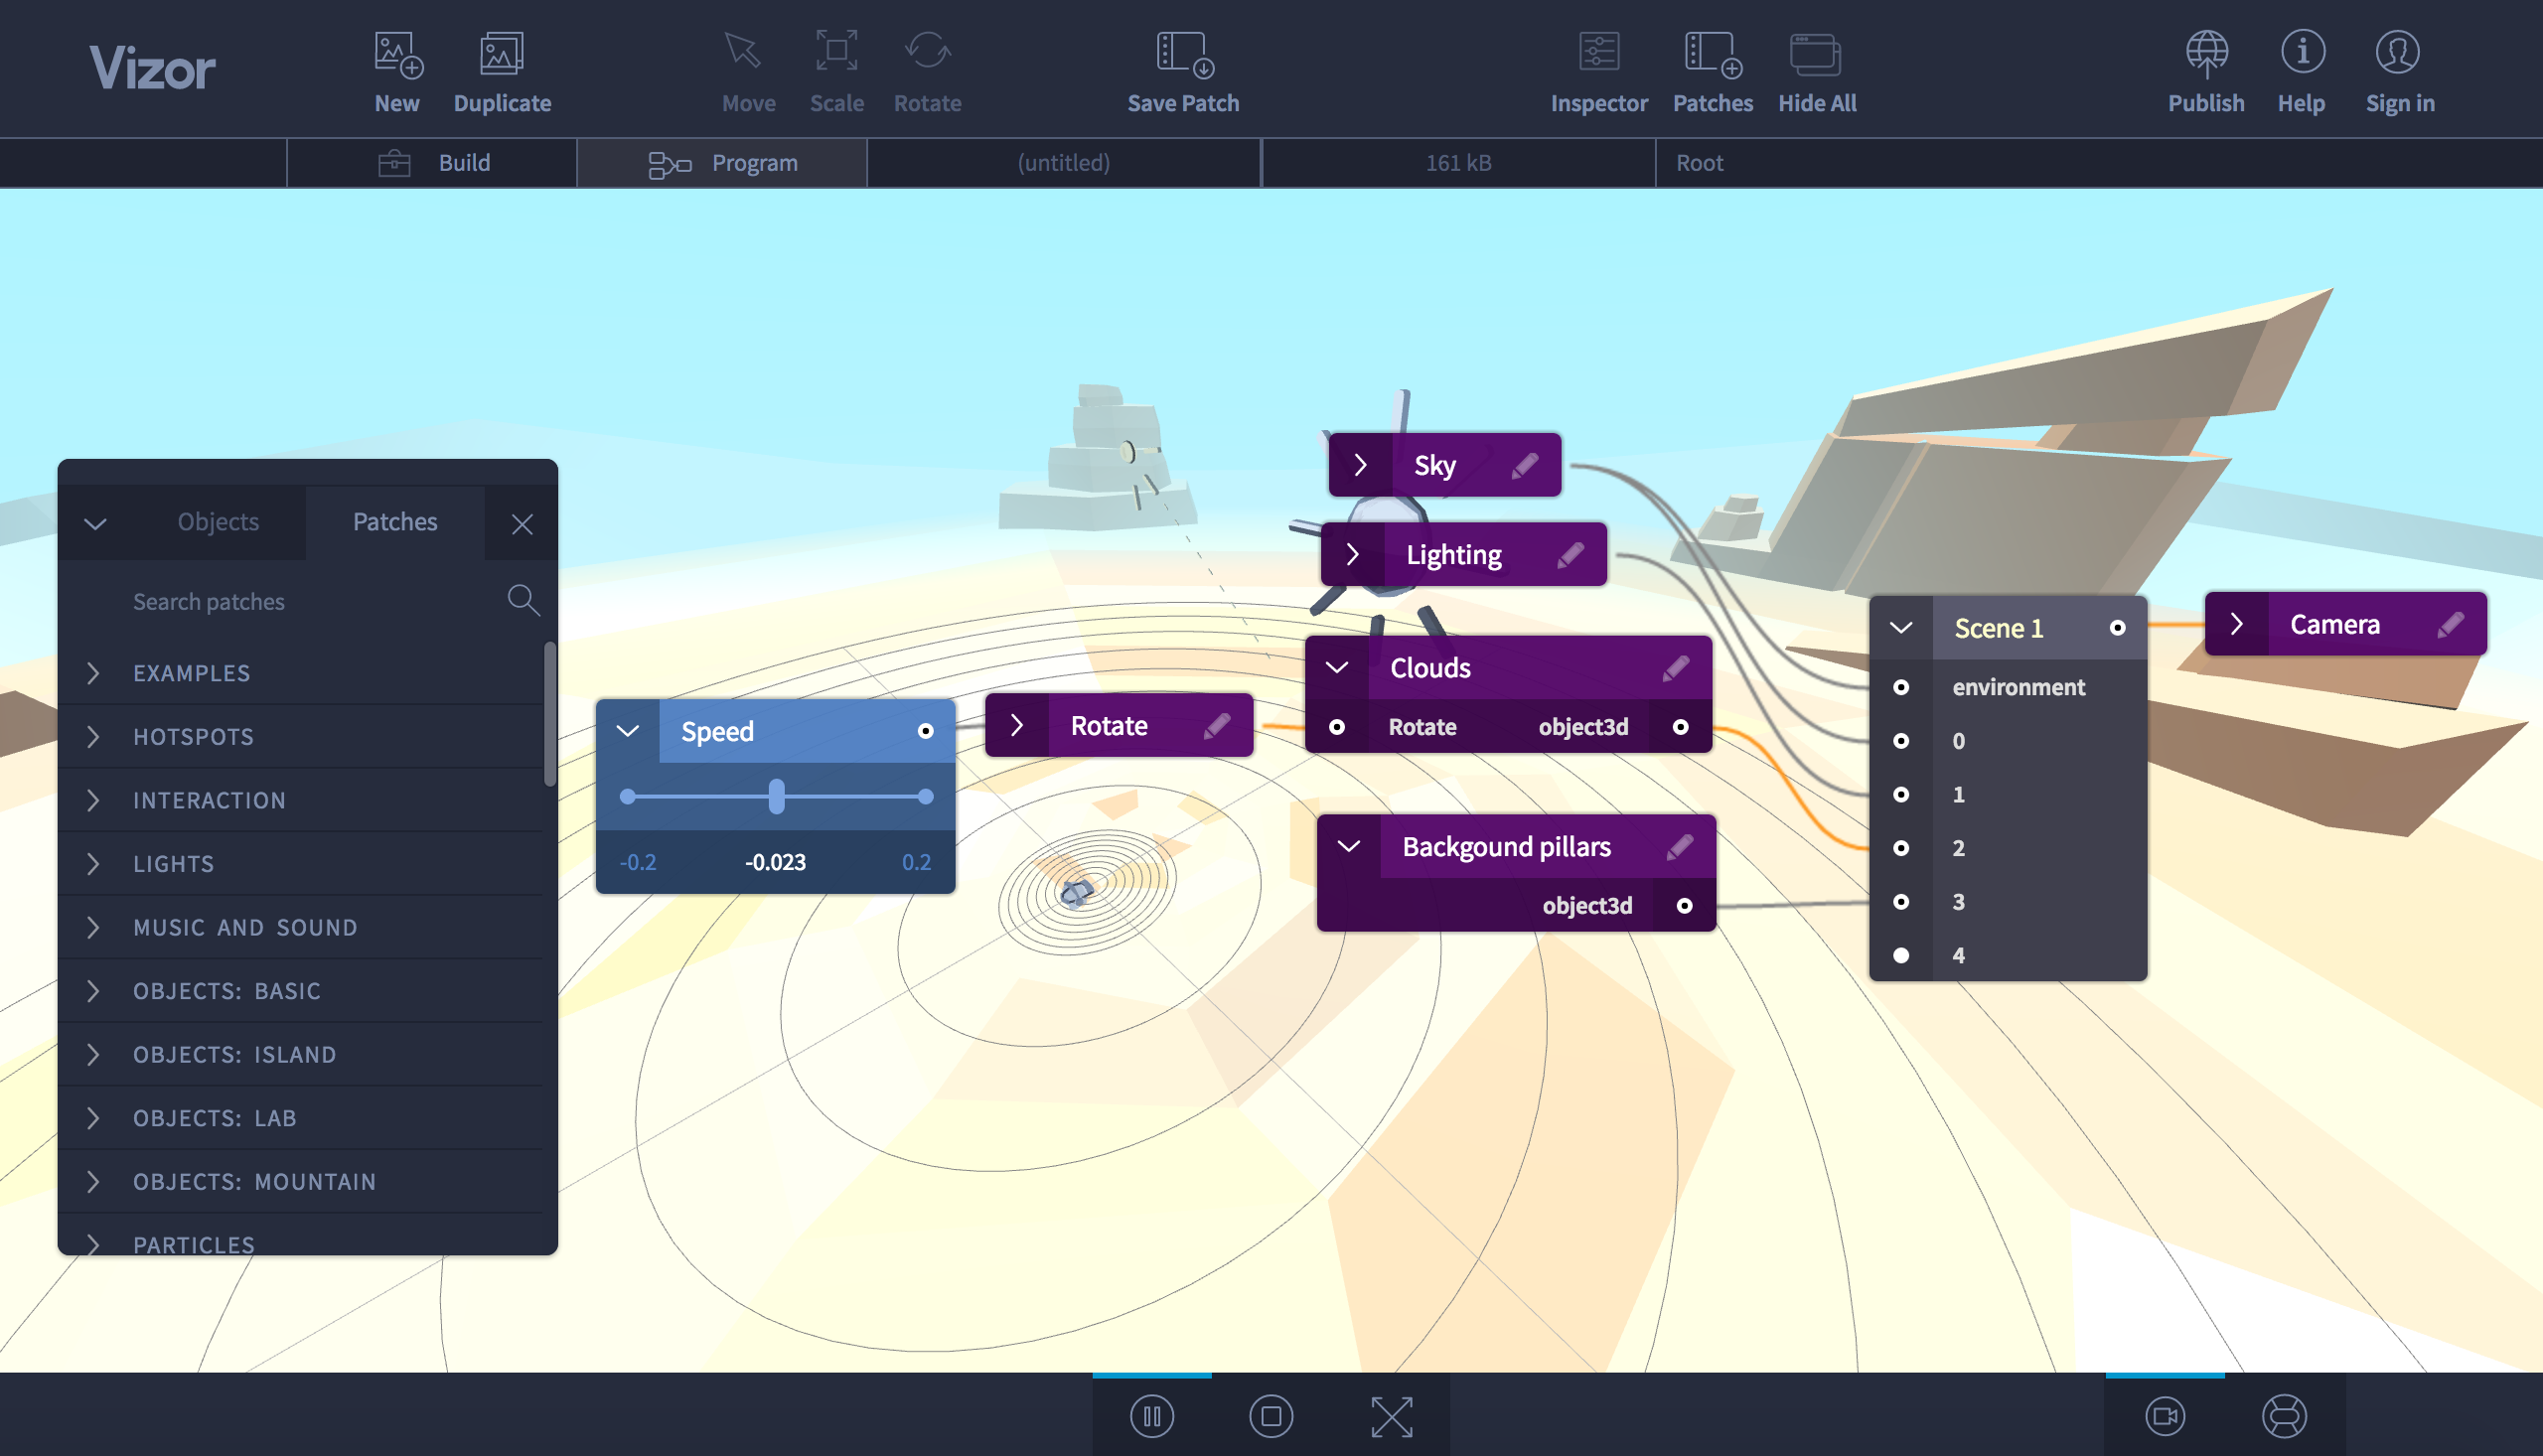 Vizor
New
Duplicate
Move
Scale
Rotate
Save Patch
Inspector
Patches
Hide All
Publish
Help
Sign in
Build
Program
(untitled)
161 kB
Root
Objects
Patches
Search patches
EXAMPLES
HOTSPOTS
INTERACTION
LIGHTS
MUSIC AND SOUND
OBJECTS: BASIC
OBJECTS: ISLAND
OBJECTS: LAB
OBJECTS: MOUNTAIN
PARTICLES
Speed
-0.2 -0.023 0.2
Rotate
Sky
Lighting
Clouds
Rotate object3d
Backgound pillars
object3d
Scene 1
environment
0
1
2
3
4
Camera